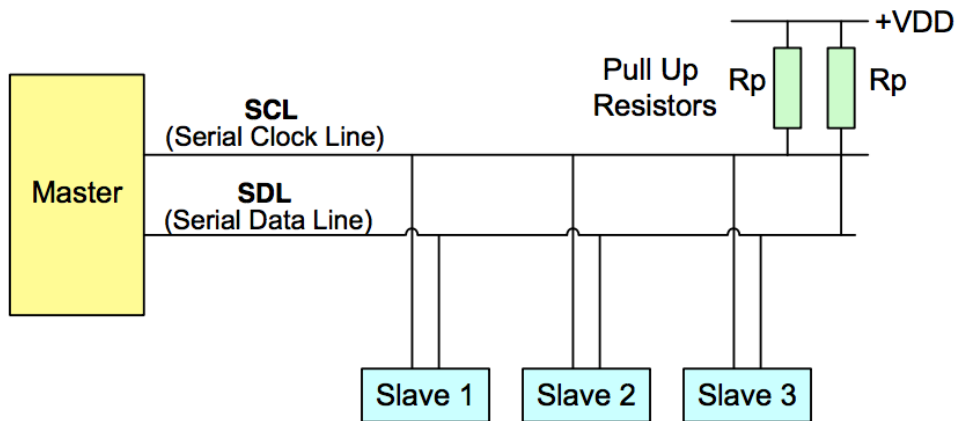 +VDD
Pull Up
Resistors
Rp
Rp
SCL
(Serial Clock Line)
Master
SDL
(Serial Data Line)
Slave 1
Slave 2
Slave 3